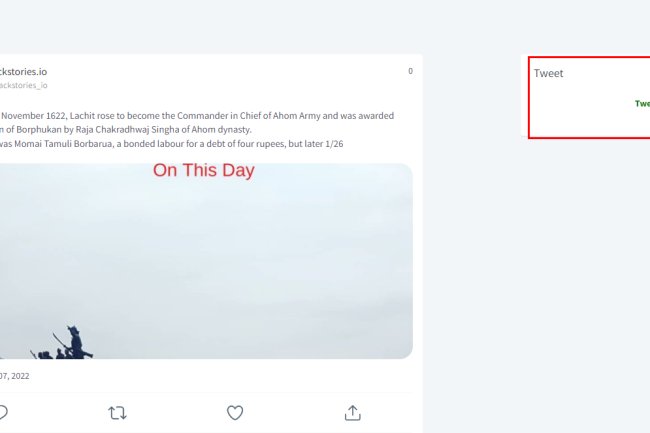 ckstories.io
0
ackstories_io
Tweet
Twe
November 1622, Lachit rose to become the Commander in Chief of Ahom Army and was awarded
n of Borphukan by Raja Chakradhwaj Singha of Ahom dynasty.
was Momai Tamuli Borbarua, a bonded labour for a debt of four rupees, but later 1/26
On This Day
07, 2022